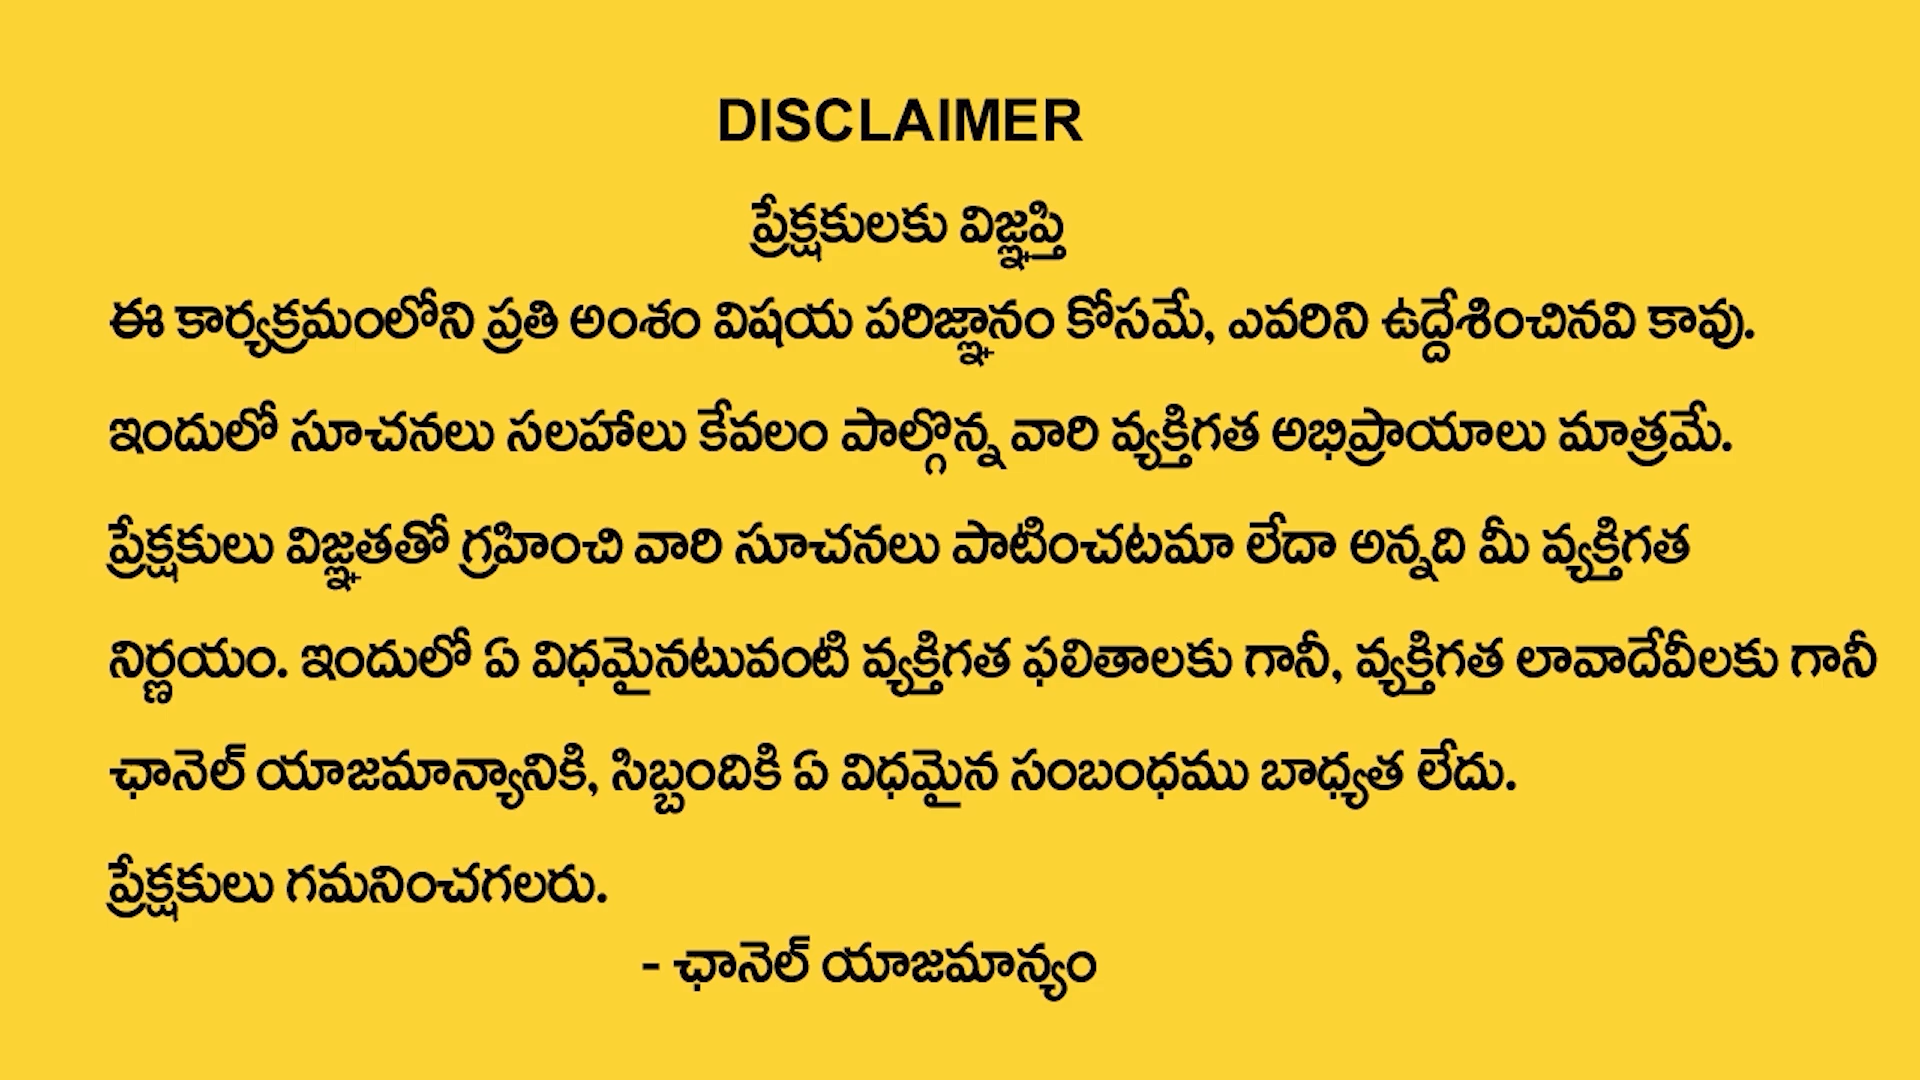 DISCLAIMER
ప్రేక్షకులకు విజ్ఞప్తి
ఈ కార్యక్రమంలోని ప్రతి అంశం విషయ పరిజ్ఞానం కోసమే, ఎవరిని ఉద్దేశించినవి కావు.
ఇందులో సూచనలు సలహాలు కేవలం పాల్గొన్న వారి వ్యక్తిగత అభిప్రాయాలు మాత్రమే.
ప్రేక్షకులు విజ్ఞతతో గ్రహించి వారి సూచనలు పాటించటమా లేదా అన్నది మీ వ్యక్తిగత
నిర్ణయం. ఇందులో ఏ విధమైనటువంటి వ్యక్తిగత ఫలితాలకు గానీ, వ్యక్తిగత లావాదేవీలకు గానీ
ఛానెల్ యాజమాన్యానికి, సిబ్బందికి ఏ విధమైన సంబంధము బాధ్యత లేదు.
ప్రేక్షకులు గమనించగలరు.
- ఛానెల్ యాజమాన్యం